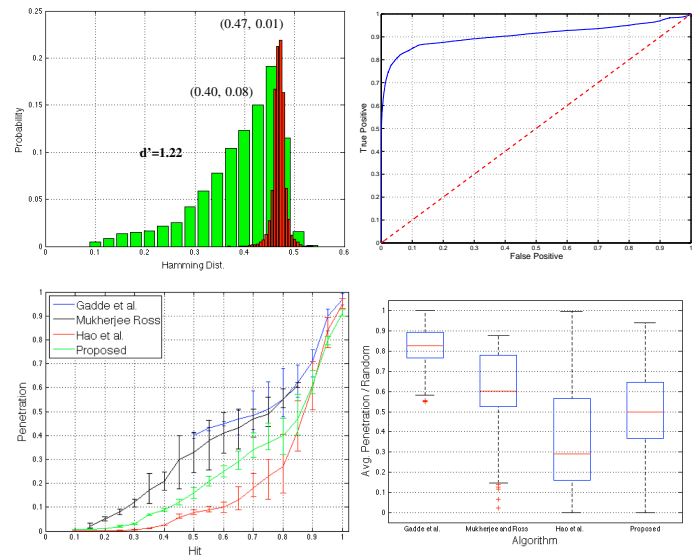 0.25
0.2
0.15
0.1
0.05
0
Probability
(0.47, 0.01)
(0.40, 0.08)
d'=1.22
0 0.1 0.2 0.3 0.4 0.5 0.6
Hamming Dist.
1
0.9
0.8
0.7
0.6
0.5
0.4
0.3
0.2
0.1
0
True Positive
0 0.1 0.2 0.3 0.4 0.5 0.6 0.7 0.8 0.9 1
False Positive
1
0.9
0.8
0.7
0.6
0.5
0.4
0.3
0.2
0.1
0
Penetration
Gadde et al.
Mukherjee Ross
Hao et al.
Proposed
0 0.1 0.2 0.3 0.4 0.5 0.6 0.7 0.8 0.9 1
Hit
1
0.9
0.8
0.7
0.6
0.5
0.4
0.3
0.2
0.1
0
Avg. Penetration / Random
Gadde et al. Mukherjee and Ross Hao et al. Proposed
Algorithm